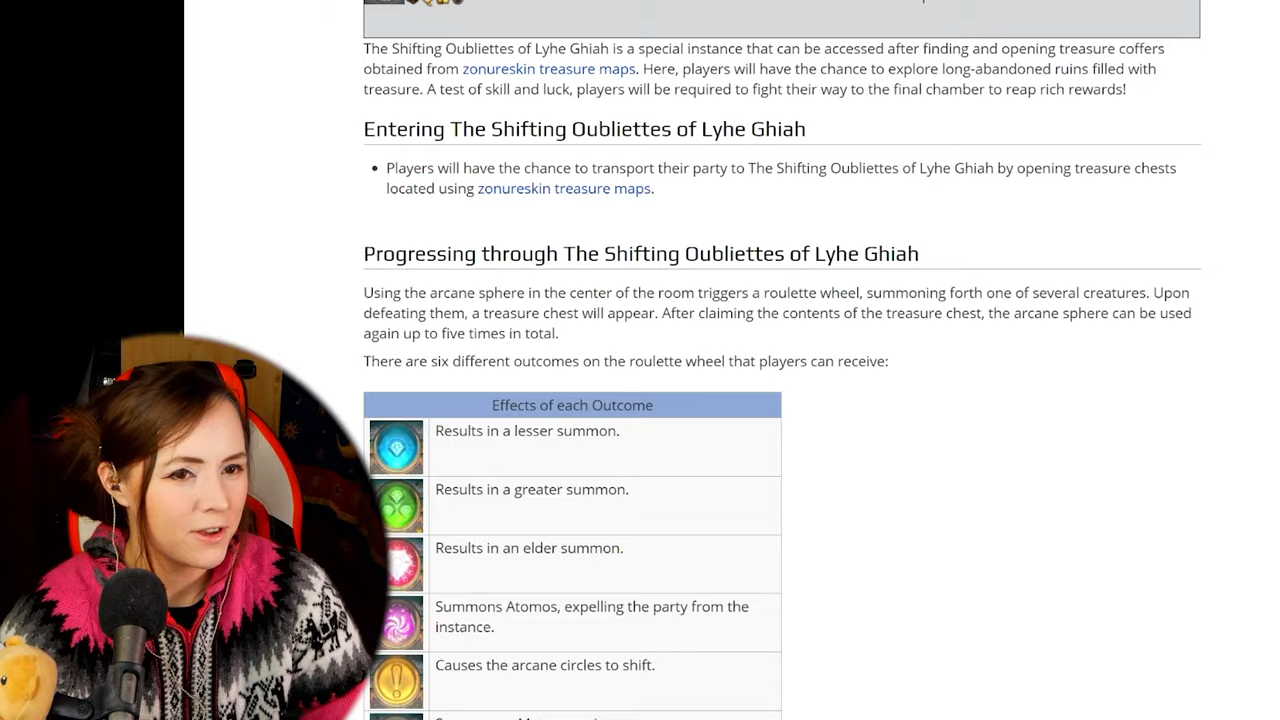 The Shifting Oubliettes of Lyhe Ghiah is a special instance that can be accessed after finding and opening treasure coffers
obtained from zonureskin treasure maps. Here, players will have the chance to explore long-abandoned ruins filled with
treasure. A test of skill and luck, players will be required to fight their way to the final chamber to reap rich rewards!
Entering The Shifting Oubliettes of Lyhe Ghiah
• Players will have the chance to transport their party to The Shifting Oubliettes of Lyhe Ghiah by opening treasure chests
located using zonureskin treasure maps.
Progressing through The Shifting Oubliettes of Lyhe Ghiah
Using the arcane sphere in the center of the room triggers a roulette wheel, summoning forth one of several creatures. Upon
defeating them, a treasure chest will appear. After claiming the contents of the treasure chest, the arcane sphere can be used
again up to five times in total.
There are six different outcomes on the roulette wheel that players can receive:
Effects of each Outcome
Results in a lesser summon.
Results in a greater summon.
Results in an elder summon.
Summons Atomos, expelling the party from the
instance.
Causes the arcane circles to shift.